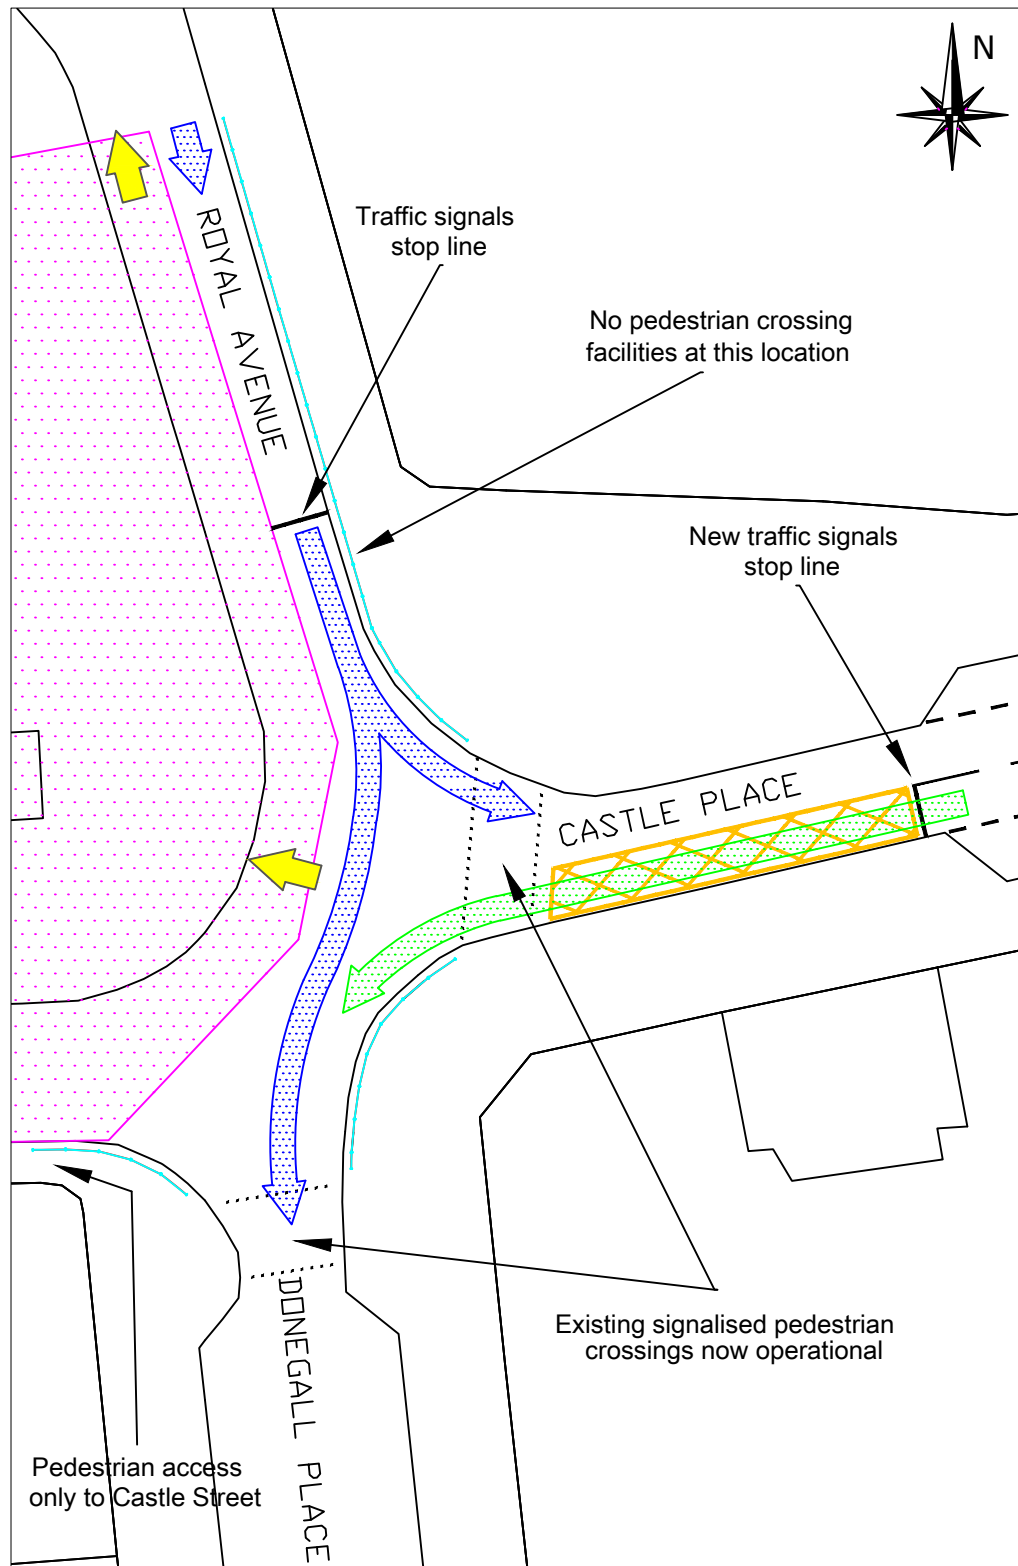 N
ROYAL AVENUE
Traffic signals
stop line
No pedestrian crossing
facilities at this location
New traffic signals
stop line
CASTLE PLACE
DONEGALL PLACE
Existing signalised pedestrian
crossings now operational
Pedestrian access
only to Castle Street